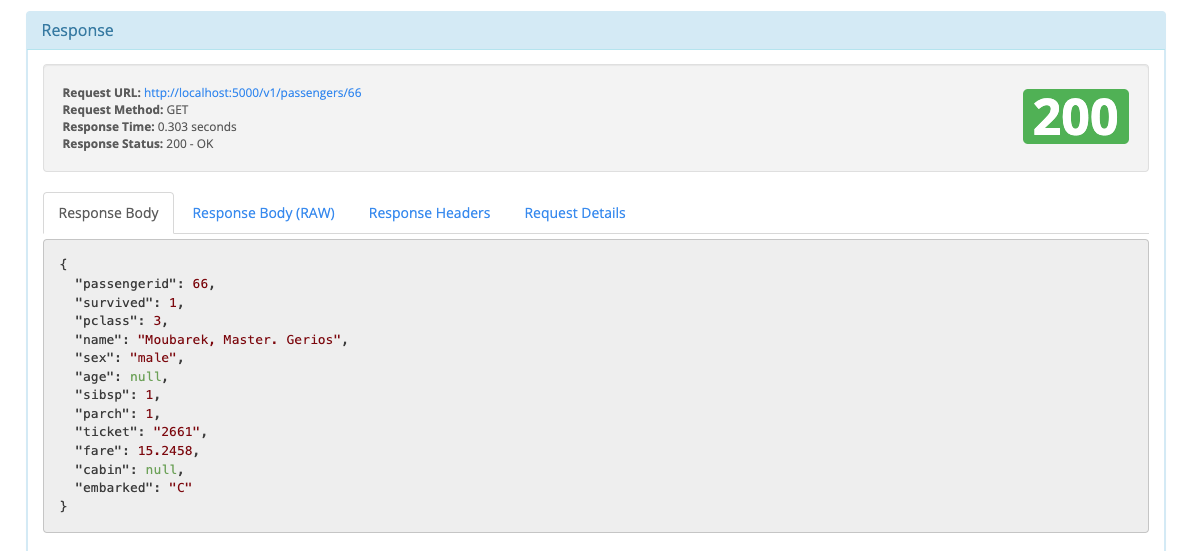 Response
Request URL: http://localhost:5000/v1/passengers/66
Request Method: GET
Response Time: 0.303 seconds
Response Status: 200 - OK
200
Response Body
Response Body (RAW)
Response Headers
Request Details
{
  "passengerid": 66,
  "survived": 1,
  "pclass": 3,
  "name": "Moubarek, Master. Gerios",
  "sex": "male",
  "age": null,
  "sibsp": 1,
  "parch": 1,
  "ticket": "2661",
  "fare": 15.2458,
  "cabin": null,
  "embarked": "C"
}